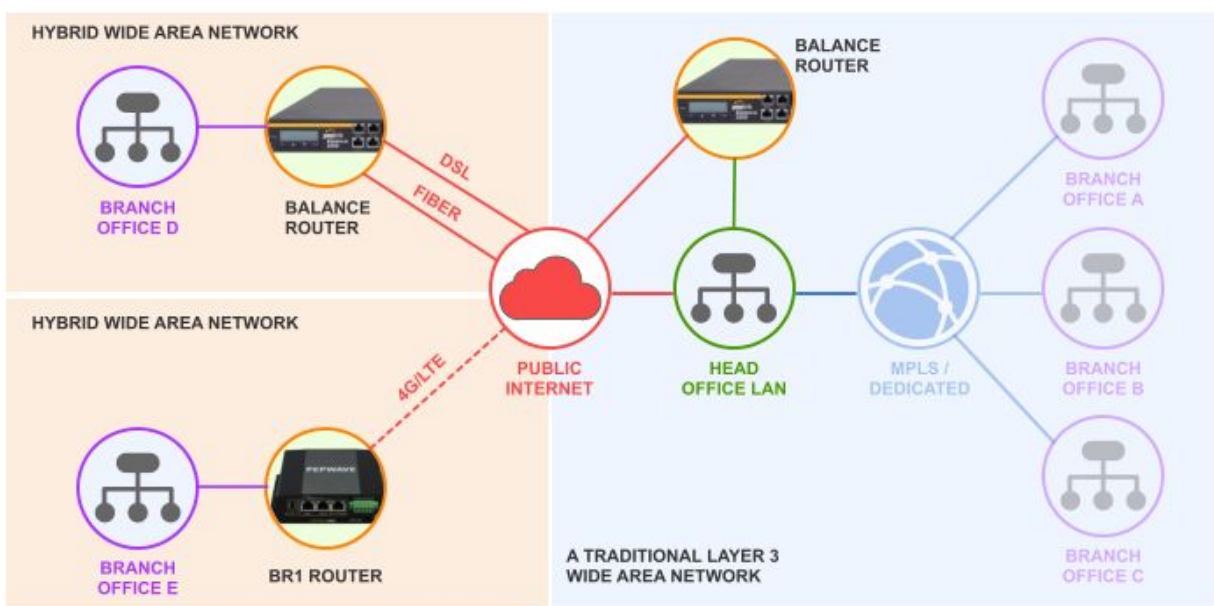 HYBRID WIDE AREA NETWORK
BRANCH
OFFICE D
BALANCE
ROUTER
DSL
FIBER
HYBRID WIDE AREA NETWORK
4G/LTE
PEPWAVE
BRANCH
OFFICE E
BR1 ROUTER
PUBLIC
INTERNET
BALANCE
ROUTER
HEAD
OFFICE LAN
MPLS /
DEDICATED
BRANCH
OFFICE A
BRANCH
OFFICE B
BRANCH
OFFICE C
A TRADITIONAL LAYER 3
WIDE AREA NETWORK